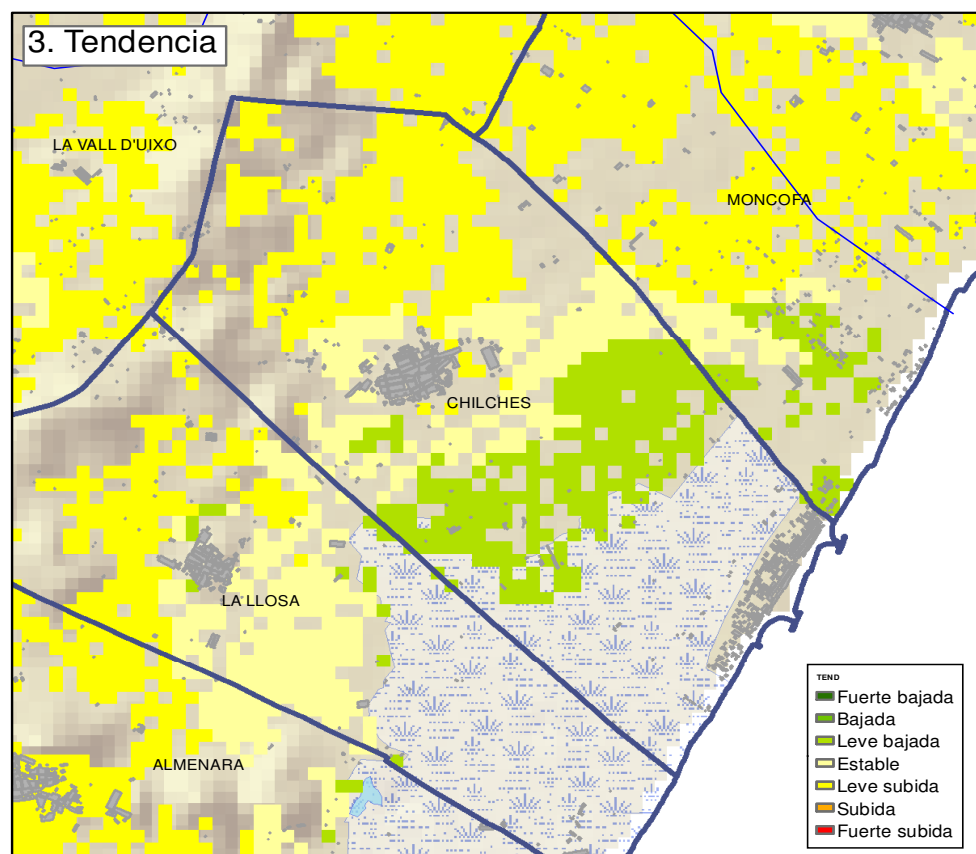 3. Tendencia
LA VALL D'UIXO
MONCOFA
CHILCHES
LA LLOSA
ALMENARA
TEND
Fuerte bajada
Bajada
Leve bajada
Estable
Leve subida
Subida
Fuerte subida